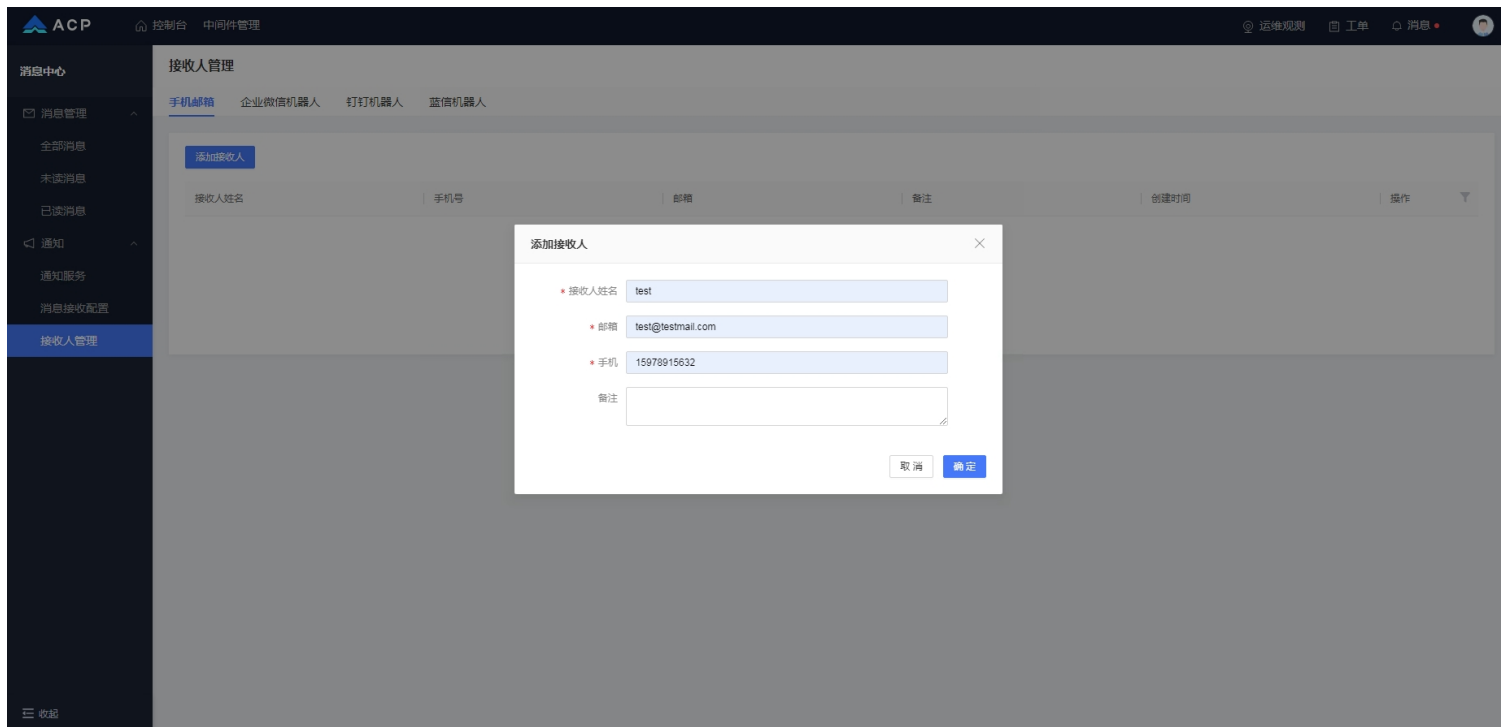 ACP 控制台 中间件管理 运维观测 工单 消息
消息中心
消息管理
全部消息
未读消息
已读消息
通知
通知服务
消息接收配置
接收人管理
收起
接收人管理
手机邮箱 企业微信机器人 钉钉机器人 蓝信机器人
添加接收人
接收人姓名 手机号 邮箱 备注 创建时间 操作
添加接收人
* 接收人姓名 test
* 邮箱 test@testmail.com
* 手机 15978915632
备注
取消 确定